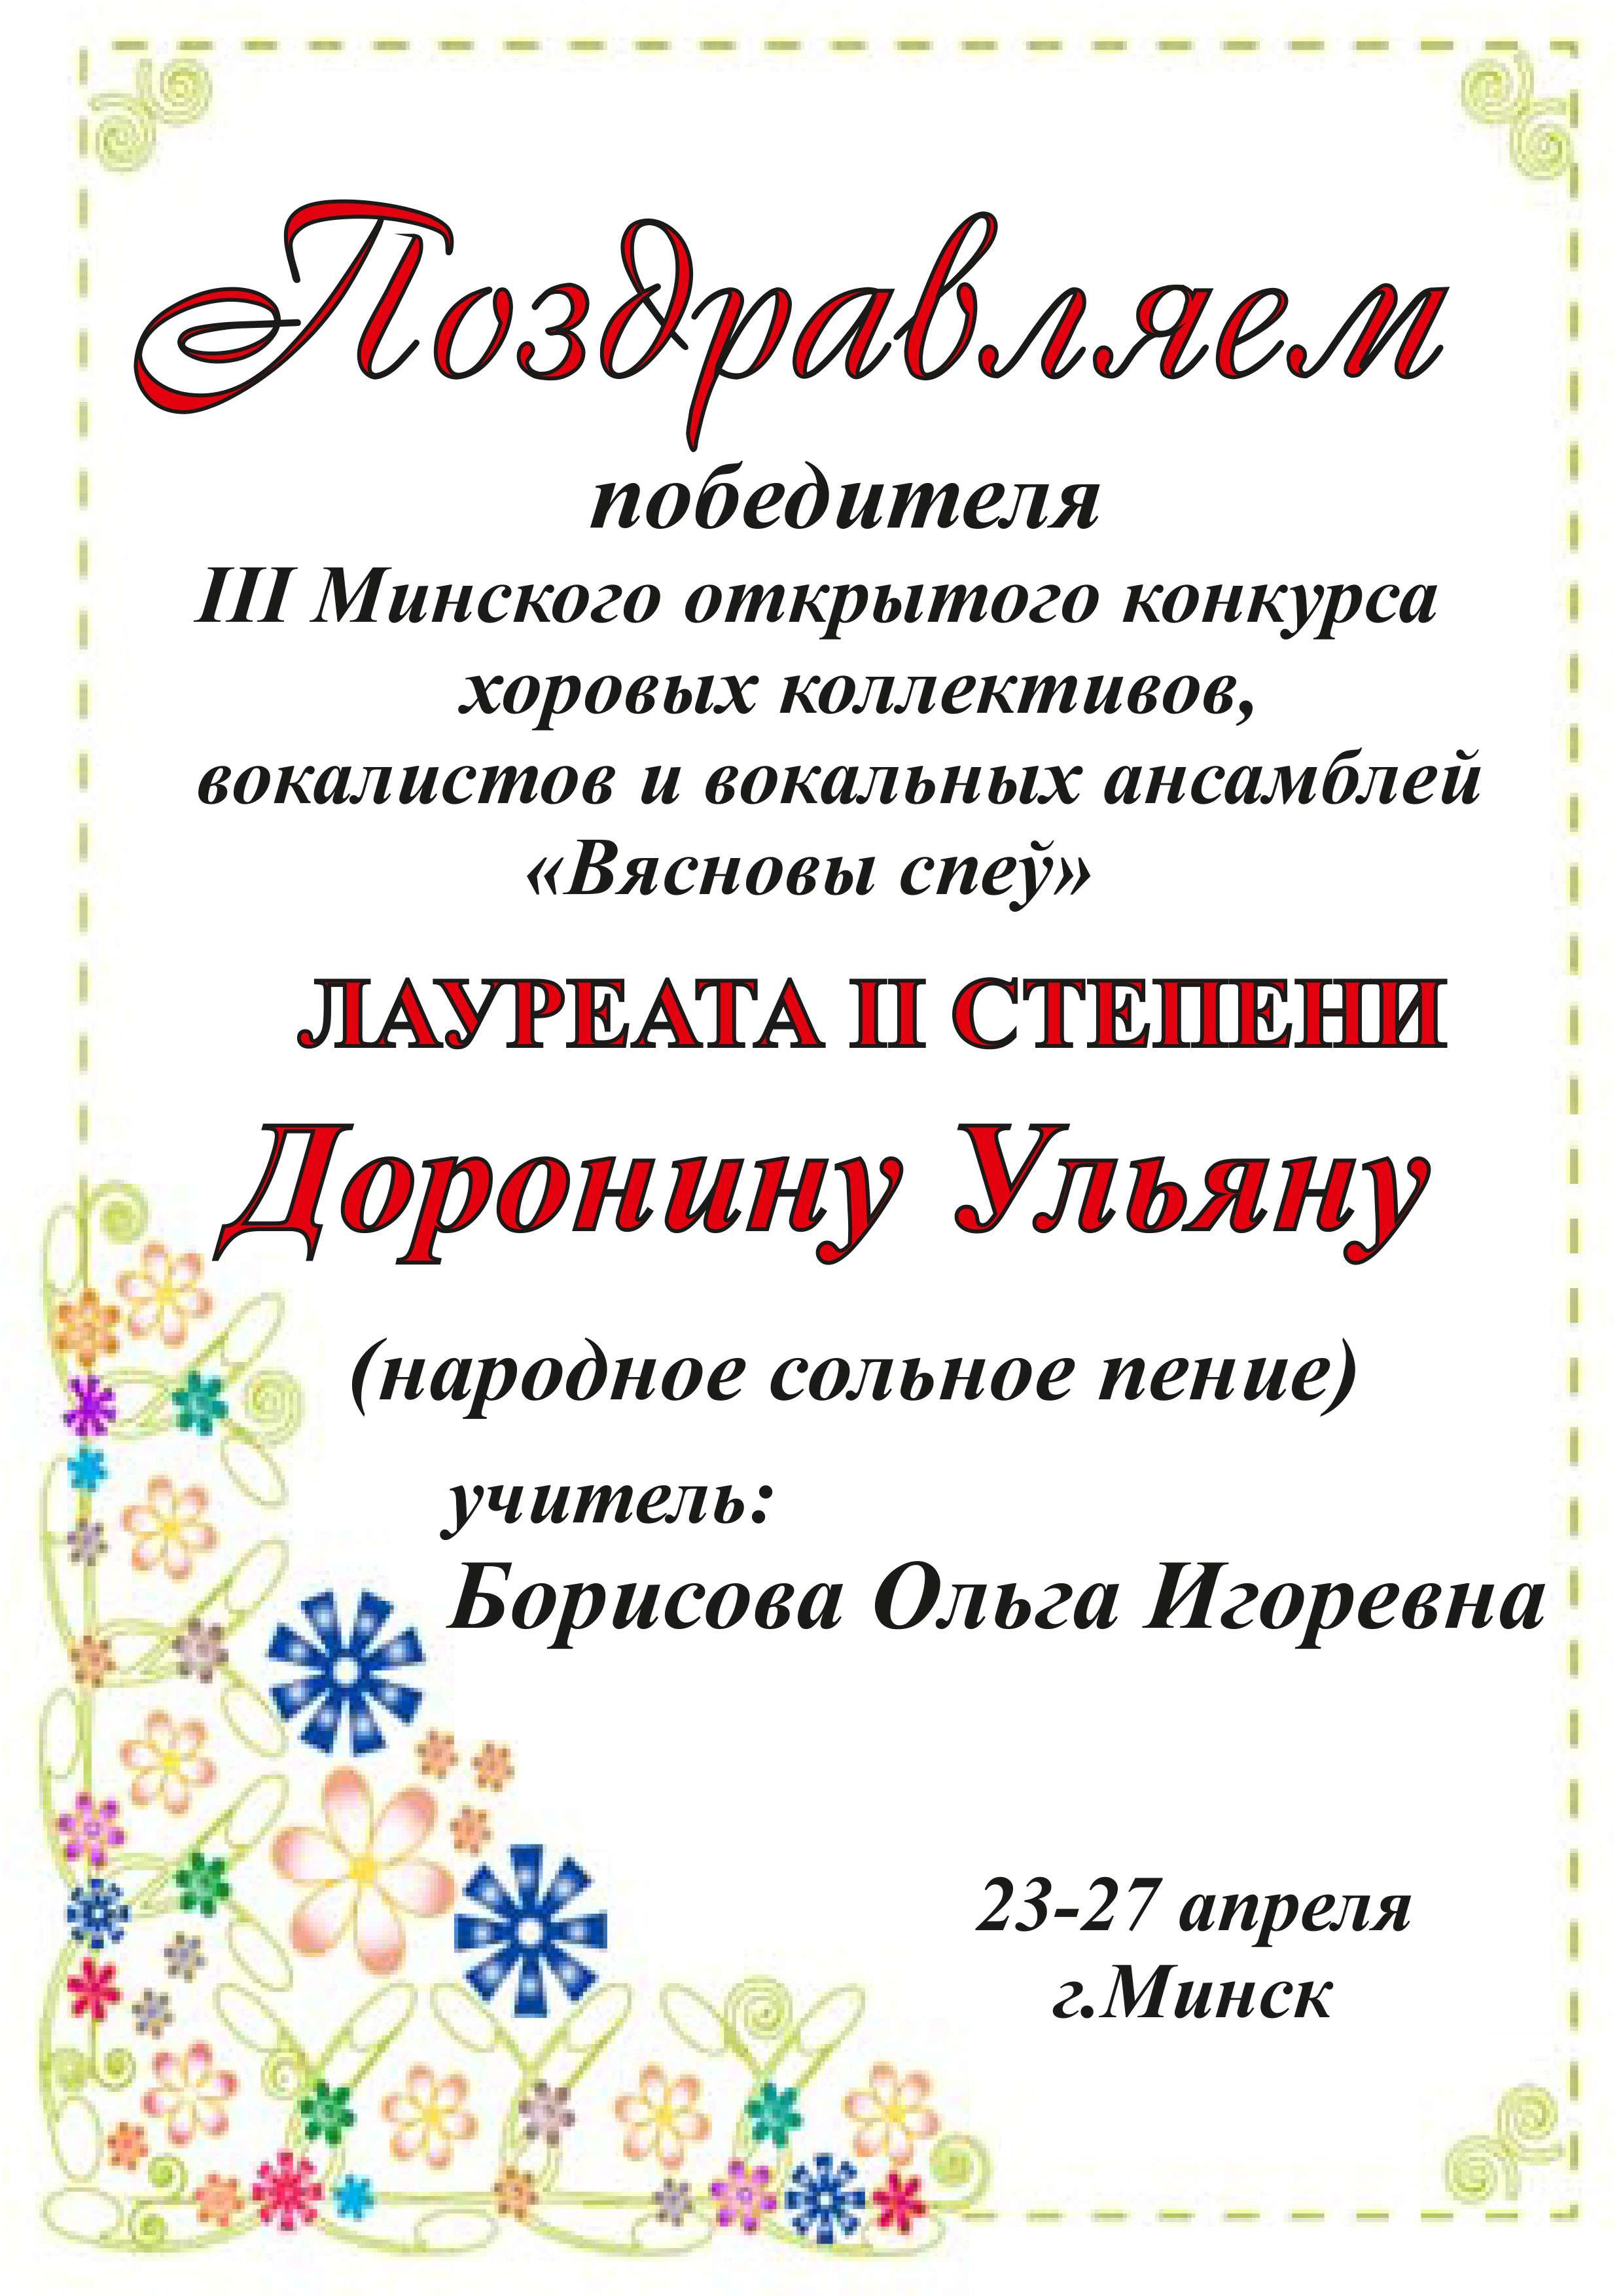 Поздравляем
победителя
III Минского открытого конкурса
хоровых коллективов,
вокалистов и вокальных ансамблей
«Вясновы спеў»
ЛАУРЕАТА II СТЕПЕНИ
Доронину Ульяну
(народное сольное пение)
учитель:
Борисова Ольга Игоревна
23-27 апреля
г.Минск